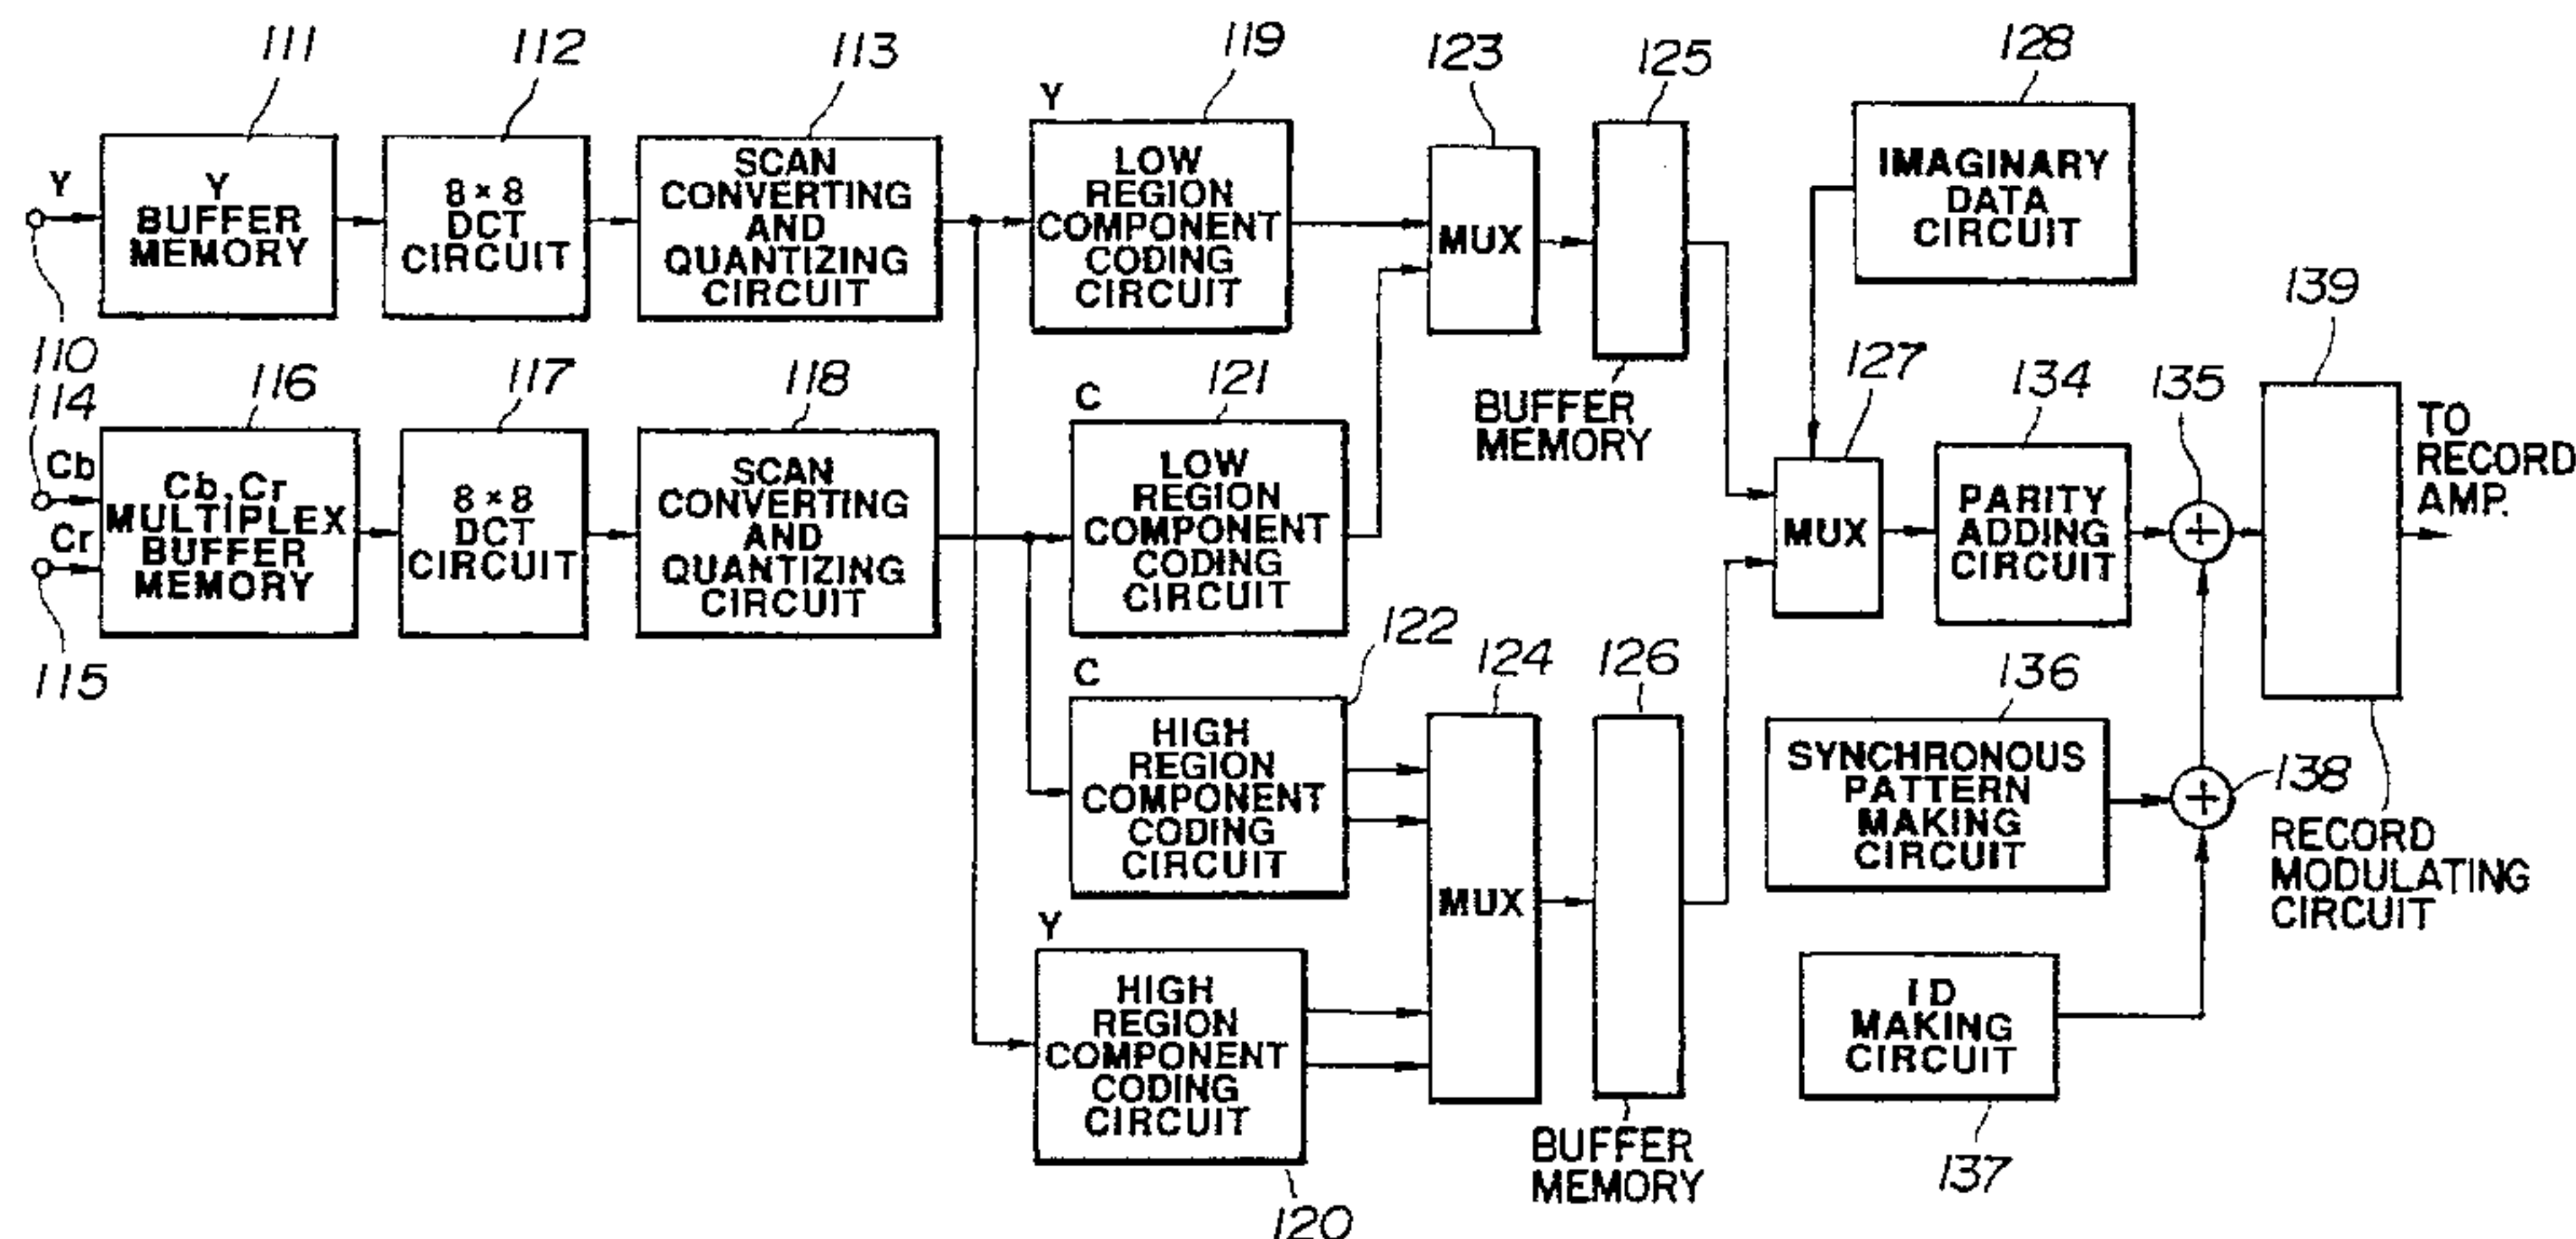 111
112
113
119
123
125
128
Y
Y
BUFFER
MEMORY
8×8
DCT
CIRCUIT
SCAN
CONVERTING
AND
QUANTIZING
CIRCUIT
Y
LOW
REGION
COMPONENT
CODING
CIRCUIT
MUX
BUFFER
MEMORY
IMAGINARY
DATA
CIRCUIT
110
114
115
116
117
118
121
127
134
135
139
Cb
Cr
Cb, Cr
MULTIPLEX
BUFFER
MEMORY
8×8
DCT
CIRCUIT
SCAN
CONVERTING
AND
QUANTIZING
CIRCUIT
C
LOW
REGION
COMPONENT
CODING
CIRCUIT
MUX
PARITY
ADDING
CIRCUIT
TO
RECORD
AMP.
122
124
126
136
138
C
HIGH
REGION
COMPONENT
CODING
CIRCUIT
MUX
SYNCHRONOUS
PATTERN
MAKING
CIRCUIT
RECORD
MODULATING
CIRCUIT
Y
HIGH
REGION
COMPONENT
CODING
CIRCUIT
120
BUFFER
MEMORY
ID
MAKING
CIRCUIT
137